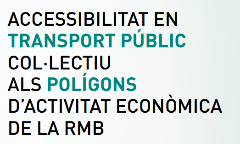 ACCESSIBILITAT EN
TRANSPORT PÚBLIC
COL·LECTIU
ALS POLÍGONS
D'ACTIVITAT ECONÒMICA
DE LA RMB